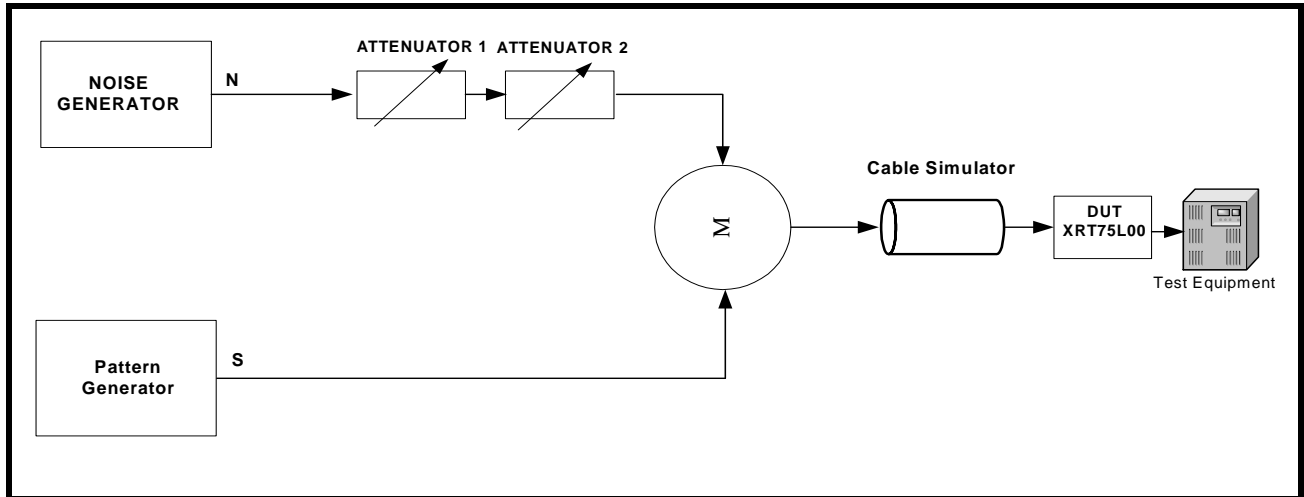 NOISE
GENERATOR
N
ATTENUATOR 1
ATTENUATOR 2
M
Cable Simulator
DUT
XRT75L00
Test Equipment
Pattern
Generator
S